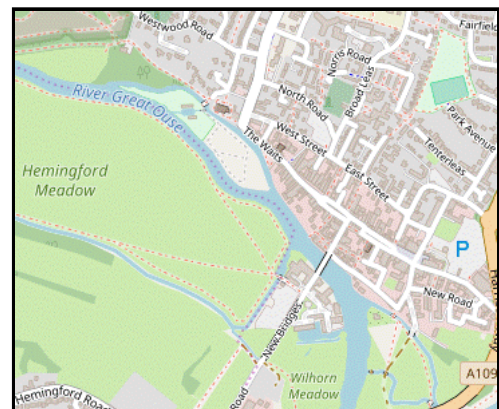 Westwood Road
Fairfield
Norris Road
Broad Leas
River Great Ouse
North Road
Park Avenue
The Waits
West Street
Tenterleas
East Street
Hemingford
Meadow
P
New Road
New Bridges
A109
Wilhorn
Meadow
Hemingford Road
Road